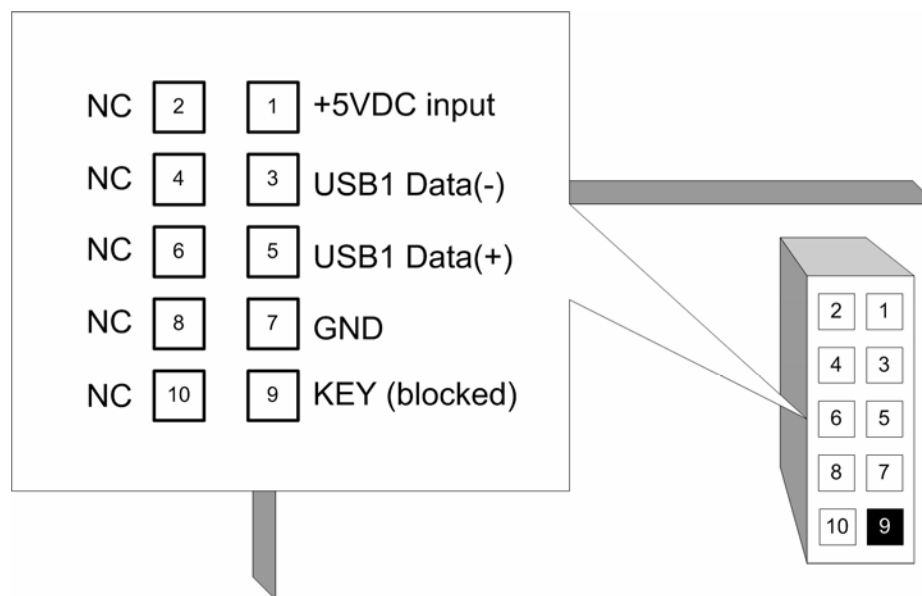 NC 2 1 +5VDC input
NC 4 3 USB1 Data(-)
NC 6 5 USB1 Data(+)
NC 8 7 GND
NC 10 9 KEY (blocked)
2 1
4 3
6 5
8 7
10 9